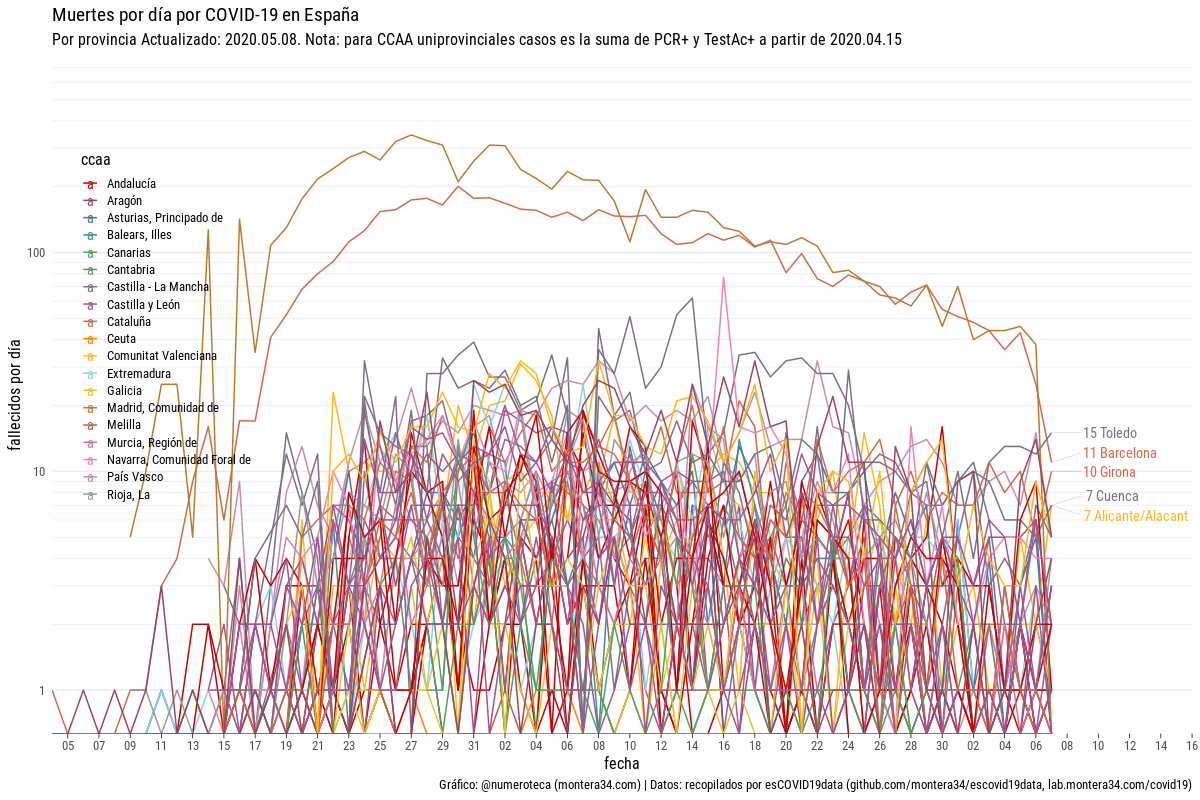 Muertes por día por COVID-19 en España
Por provincia Actualizado: 2020.05.08. Nota: para CCAA uniprovinciales casos es la suma de PCR+ y TestAc+ a partir de 2020.04.15
fallecidos por día
100
10
1
ccaa
Andalucía
Aragón
Asturias, Principado de
Balears, Illes
Canarias
Cantabria
Castilla - La Mancha
Castilla y León
Cataluña
Ceuta
Comunitat Valenciana
Extremadura
Galicia
Madrid, Comunidad de
Melilla
Murcia, Región de
Navarra, Comunidad Foral de
País Vasco
Rioja, La
15 Toledo
11 Barcelona
10 Girona
7 Cuenca
7 Alicante/Alacant
05 07 09 11 13 15 17 19 21 23 25 27 29 31 02 04 06 08 10 12 14 16 18 20 22 24 26 28 30 02 04 06 08 10 12 14 16
fecha
Gráfico: @numeroteca (montera34.com) | Datos: recopilados por esCOVID19data (github.com/montera34/escovid19data, lab.montera34.com/covid19)